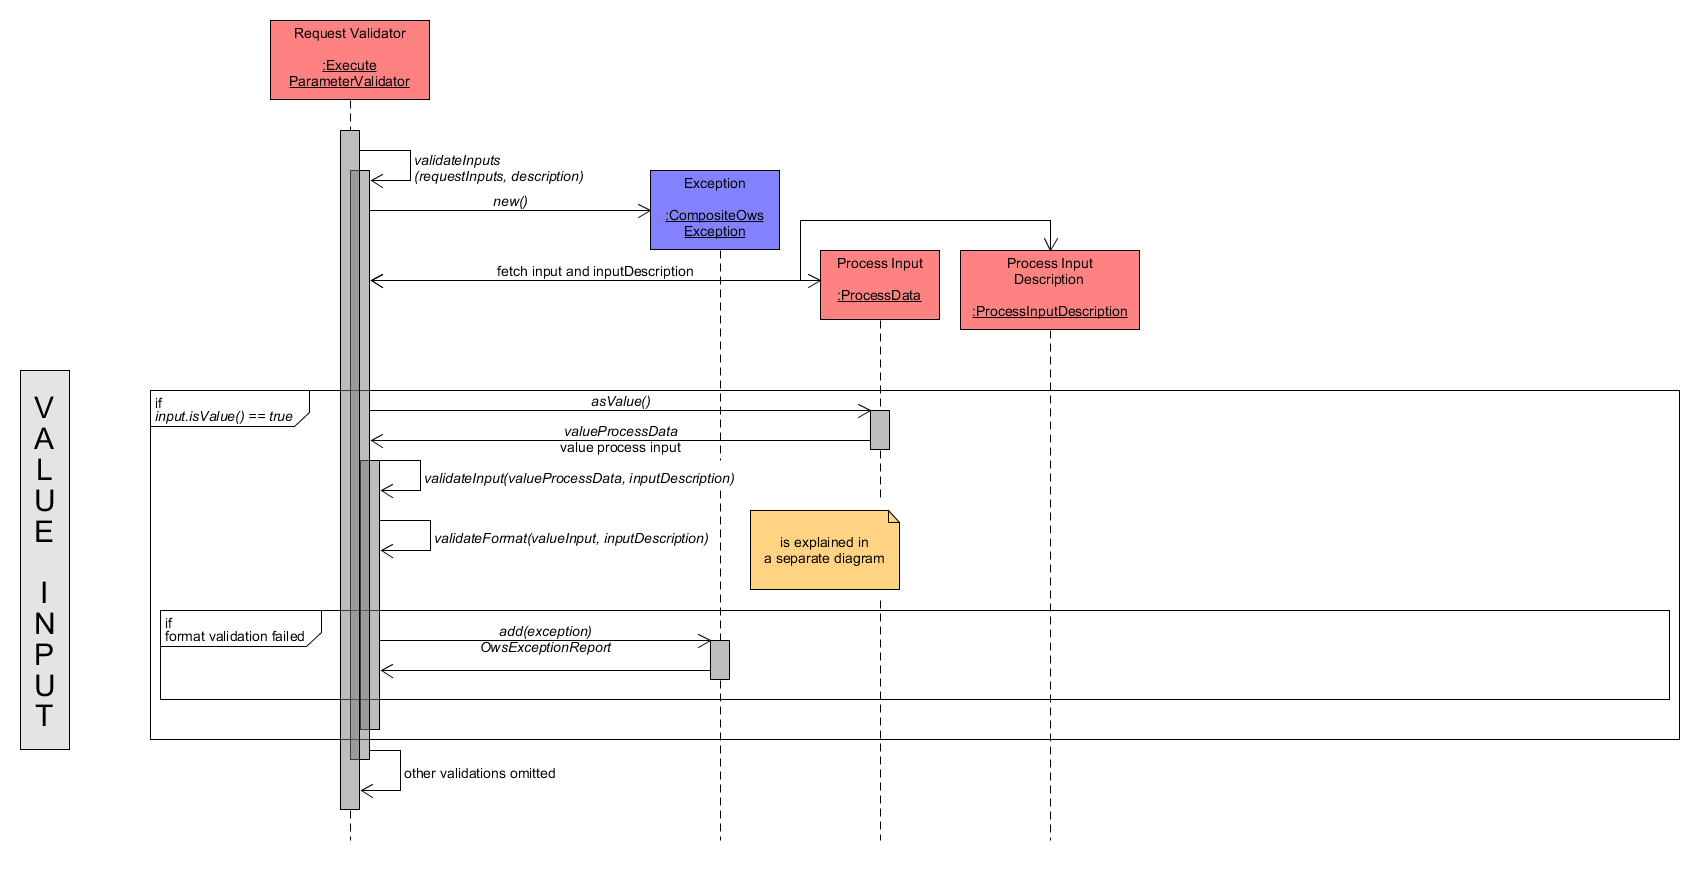 Request Validator
:Execute
ParameterValidator
validateInputs
(requestInputs, description)
new()
Exception
:CompositeOws
Exception
fetch input and inputDescription
Process Input
:ProcessData
Process Input
Description
:ProcessInputDescription
VALUE INPUT
if
input.isValue() == true
asValue()
valueProcessData
value process input
validateInput(valueProcessData, inputDescription)
validateFormat(valueInput, inputDescription)
is explained in
a separate diagram
if
format validation failed
add(exception)
OwsExceptionReport
other validations omitted